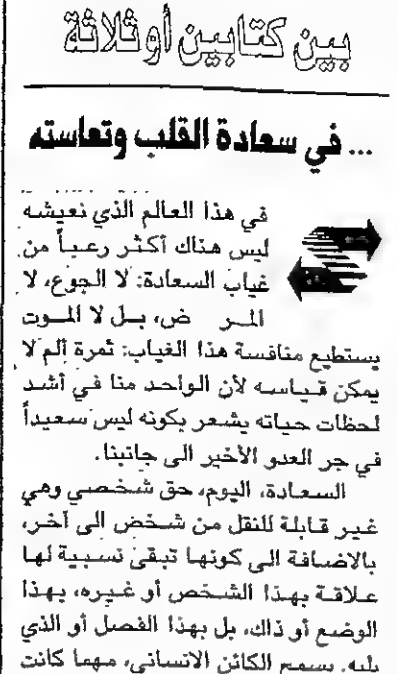 بين كتابين أو ثلاثة
... في سعادة القلب وتعاسته
في هذا العالم الذي نعيشه
ليس هناك أكثر رعباً من
غياب السعادة: لا الجوع، لا
المرض، بل لا الموت
يستطيع منافسة هذا الغياب: ثمرة ألم لا
يمكن قياسه لأن الواحد منا في أشد
لحظات حياته يشعر بكونه ليس سعيداً
في جر العدو الأخير الى جانبنا.
السعادة، اليوم، حق شخصي وهي
غير قابلة للنقل من شخص الى آخر،
بالاضافة الى كونها تبقى نسبية لها
علاقة بهذا الشخص أو غيره، بهذا
الوضع أو ذاك، بل بهذا الفصل أو الذي
يليه. يسمع الكائن الانساني، مهما كانت